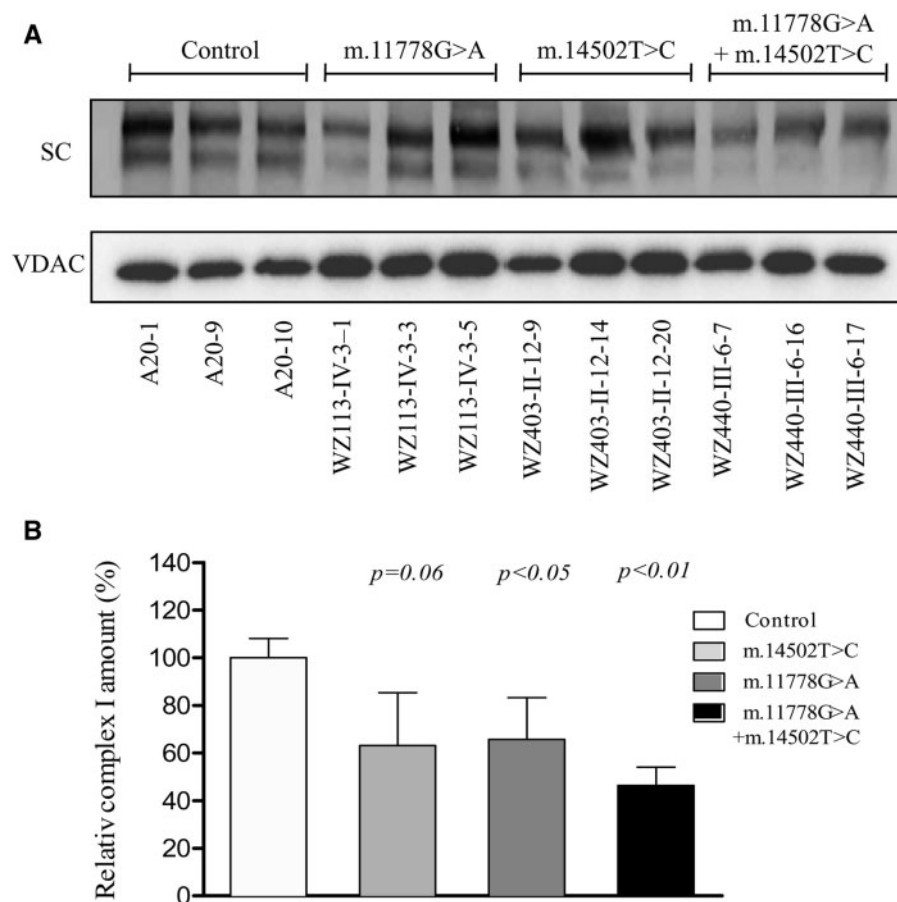 A
Control
m.11778G>A
m.14502T>C
m.11778G>A
+ m.14502T>C
SC
VDAC
A20-1
A20-9
A20-10
WZ113-IV-3–1
WZ113-IV-3-3
WZ113-IV-3-5
WZ403-II-12-9
WZ403-II-12-14
WZ403-II-12-20
WZ440-III-6-7
WZ440-III-6-16
WZ440-III-6-17
B
Relativ complex I amount (%)
140
120
100
80
60
40
20
0
p=0.06
p<0.05
p<0.01
Control
m.14502T>C
m.11778G>A
m.11778G>A
+m.14502T>C